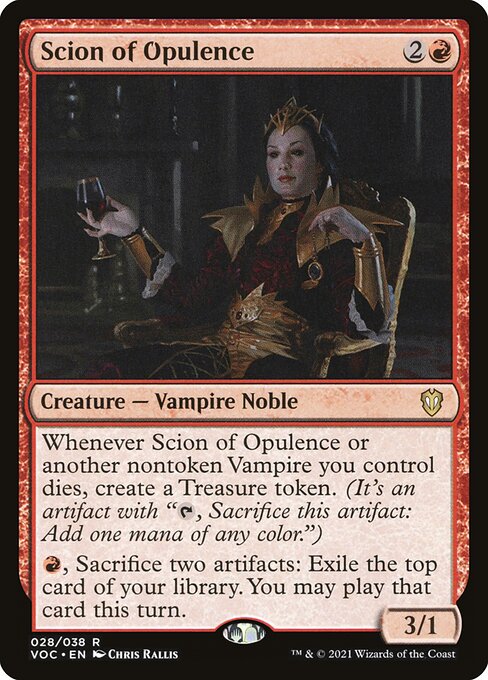 Scion of Opulence 2
Creature — Vampire Noble
Whenever Scion of Opulence or
another nontoken Vampire you control
dies, create a Treasure token. (It's an
artifact with “, Sacrifice this artifact:
Add one mana of any color.”)
, Sacrifice two artifacts: Exile the top
card of your library. You may play that
card this turn.
3/1
028/038 R
VOC • EN Chris Rallis
™ & © 2021 Wizards of the Coast